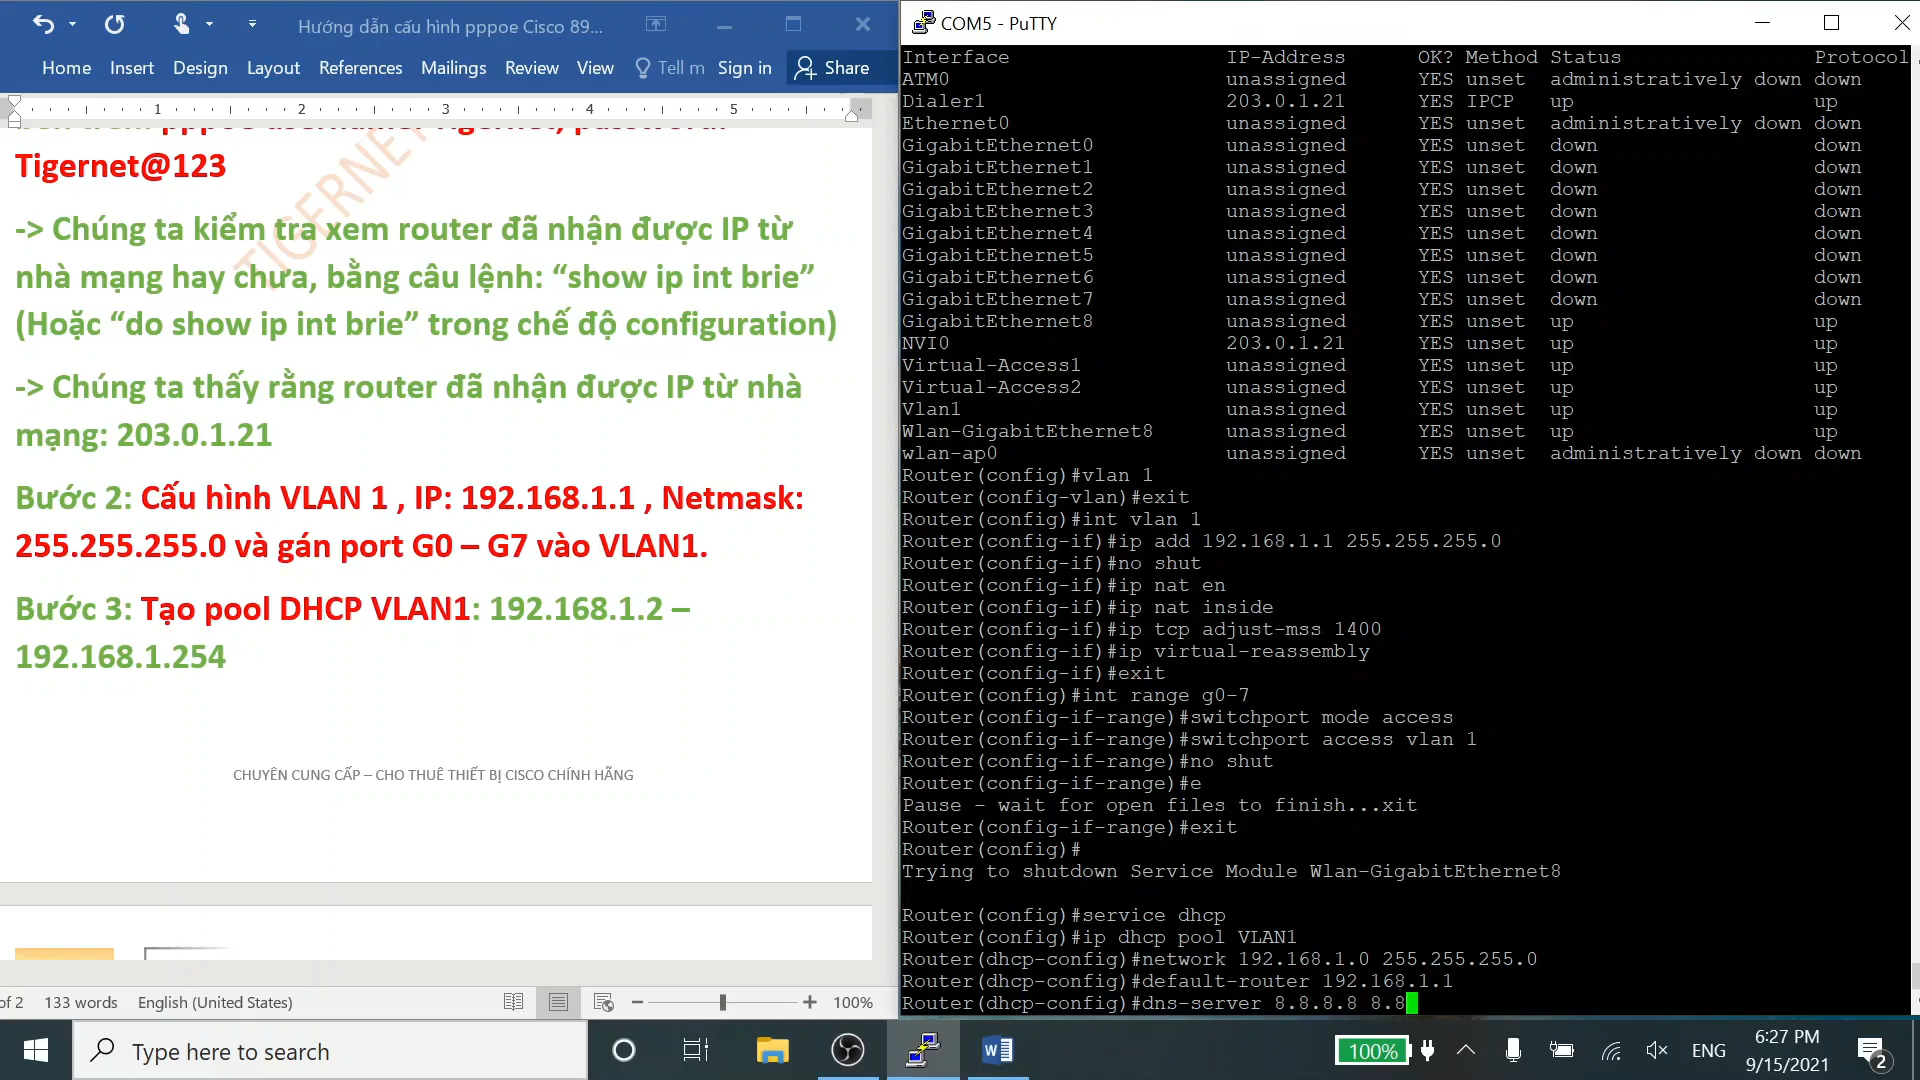 Hướng dẫn cấu hình pppoe Cisco 89...
Home Insert Design Layout References Mailings Review View Tell m Sign in Share
1 2 3 4 5
Tigernet@123
-> Chúng ta kiểm tra xem router đã nhận được IP từ
nhà mạng hay chưa, bằng câu lệnh: “show ip int brie”
(Hoặc “do show ip int brie” trong chế độ configuration)
-> Chúng ta thấy rằng router đã nhận được IP từ nhà
mạng: 203.0.1.21
Bước 2: Cấu hình VLAN 1 , IP: 192.168.1.1 , Netmask:
255.255.255.0 và gán port G0 – G7 vào VLAN1.
Bước 3: Tạo pool DHCP VLAN1: 192.168.1.2 –
192.168.1.254
TIGERNET
CHUYÊN CUNG CẤP – CHO THUÊ THIẾT BỊ CISCO CHÍNH HÃNG
of 2 133 words English (United States) 100%
COM5 - PuTTY
Interface IP-Address OK? Method Status Protocol
ATM0 unassigned YES unset administratively down down
Dialer1 203.0.1.21 YES IPCP up up
Ethernet0 unassigned YES unset administratively down down
GigabitEthernet0 unassigned YES unset down down
GigabitEthernet1 unassigned YES unset down down
GigabitEthernet2 unassigned YES unset down down
GigabitEthernet3 unassigned YES unset down down
GigabitEthernet4 unassigned YES unset down down
GigabitEthernet5 unassigned YES unset down down
GigabitEthernet6 unassigned YES unset down down
GigabitEthernet7 unassigned YES unset down down
GigabitEthernet8 unassigned YES unset up up
NVI0 203.0.1.21 YES unset up up
Virtual-Access1 unassigned YES unset up up
Virtual-Access2 unassigned YES unset up up
Vlan1 unassigned YES unset up up
Wlan-GigabitEthernet8 unassigned YES unset up up
wlan-ap0 unassigned YES unset administratively down down
Router(config)#vlan 1
Router(config-vlan)#exit
Router(config)#int vlan 1
Router(config-if)#ip add 192.168.1.1 255.255.255.0
Router(config-if)#no shut
Router(config-if)#ip nat en
Router(config-if)#ip nat inside
Router(config-if)#ip tcp adjust-mss 1400
Router(config-if)#ip virtual-reassembly
Router(config-if)#exit
Router(config)#int range g0-7
Router(config-if-range)#switchport mode access
Router(config-if-range)#switchport access vlan 1
Router(config-if-range)#no shut
Router(config-if-range)#e
Pause - wait for open files to finish...xit
Router(config-if-range)#exit
Router(config)#
Trying to shutdown Service Module Wlan-GigabitEthernet8
Router(config)#service dhcp
Router(config)#ip dhcp pool VLAN1
Router(dhcp-config)#network 192.168.1.0 255.255.255.0
Router(dhcp-config)#default-router 192.168.1.1
Router(dhcp-config)#dns-server 8.8.8.8 8.8
Type here to search
100%
ENG
6:27 PM
9/15/2021
2